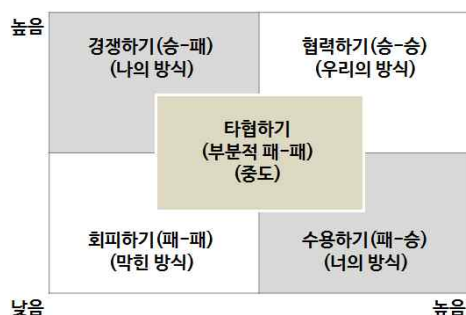 높음
경쟁하기(승-패)
(나의 방식)
협력하기(승-승)
(우리의 방식)
타협하기
(부분적 패-패)
(중도)
회피하기(패-패)
(막힌 방식)
수용하기(패-승)
(너의 방식)
낮음
높음